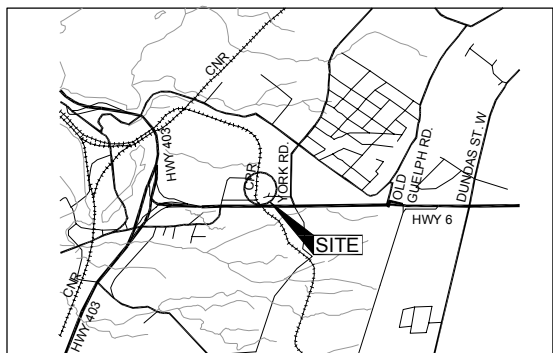 CNR
HWY 403
CRR
YORK RD.
OLD
GUELPH RD.
DUNDAS ST. W
HWY 6
SITE
CNR
HWY 403